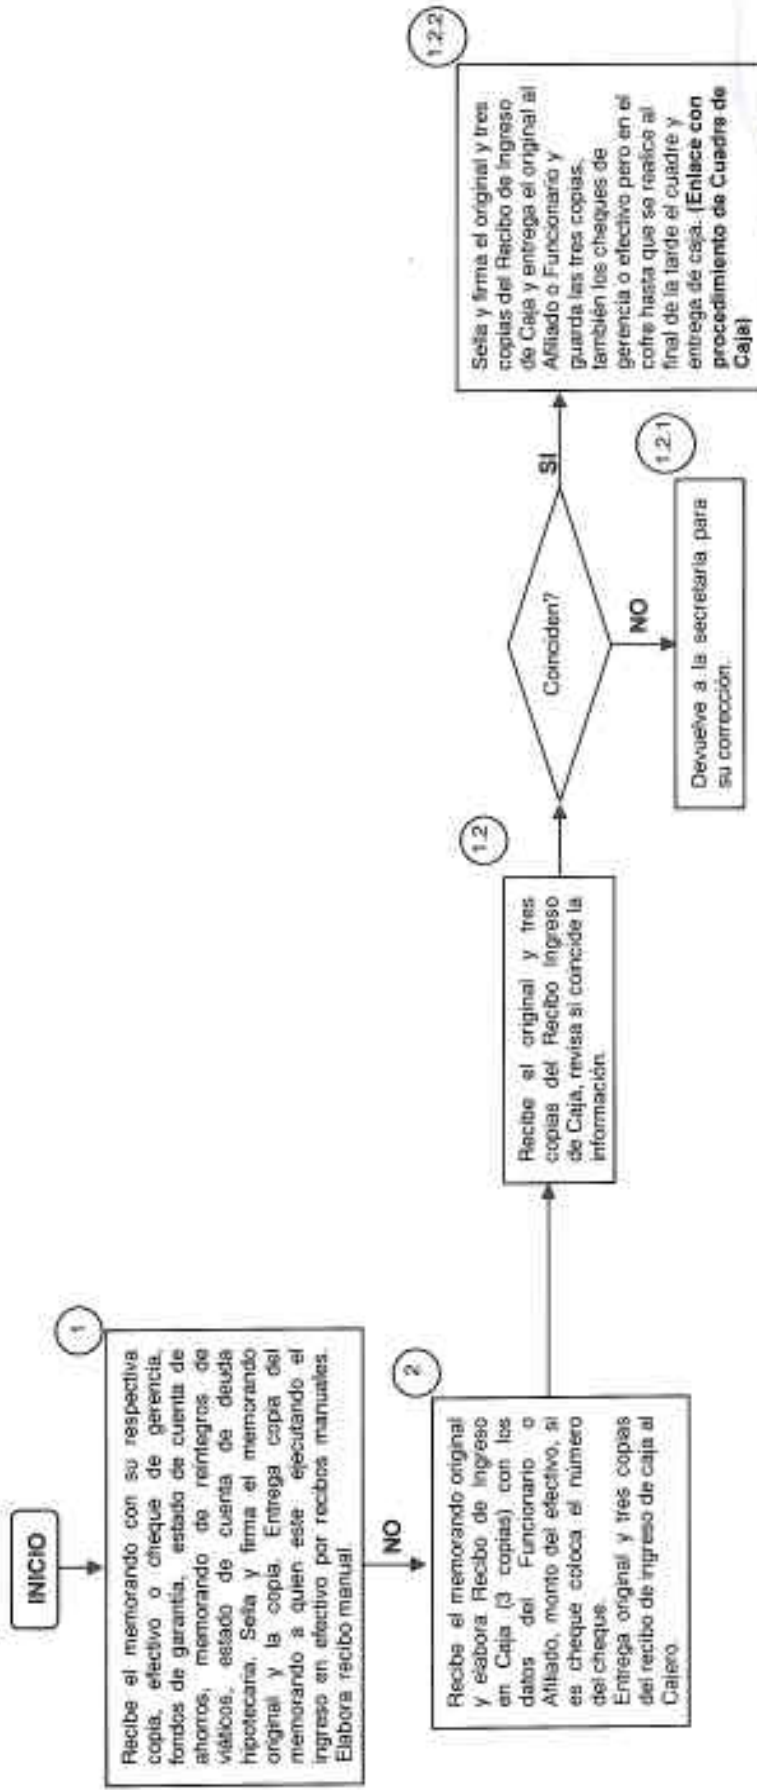 INICIO
1
Recibe el memorando con su respectiva
copia, efectivo o cheque de gerencia,
fondos de garantía, estado de cuenta de
ahorros, memorando de reintegros de
viáticos, estado de cuenta de deuda
hipotecaria. Sella y firma el memorando
original y la copia. Entrega copia del
memorando a quien este ejecutando el
ingreso en efectivo por recibos manuales.
Elabora recibo manual.
NO
2
Recibe el memorando original
y elabora Recibo de Ingreso
en Caja (3 copias) con los
datos del Funcionario o
Afiliado, monto del efectivo, si
es cheque coloca el número
del cheque.
Entrega original y tres copias
del recibo de ingreso de caja al
Cajero.
1.2
Recibe el original y tres
copias del Recibo Ingreso
de Caja, revisa si coincide la
información.
Coinciden?
NO
1.2.1
Devuelve a la secretaria para
su corrección.
SI
1.2.2
Sella y firma el original y tres
copias del Recibo de Ingreso
de Caja y entrega el original al
Afiliado o Funcionario y
guarda las tres copias,
también los cheques de
gerencia o efectivo pero en el
cofre hasta que se realice al
final de la tarde el cuadre y
entrega de caja. (Enlace con
procedimiento de Cuadre de
Caja)